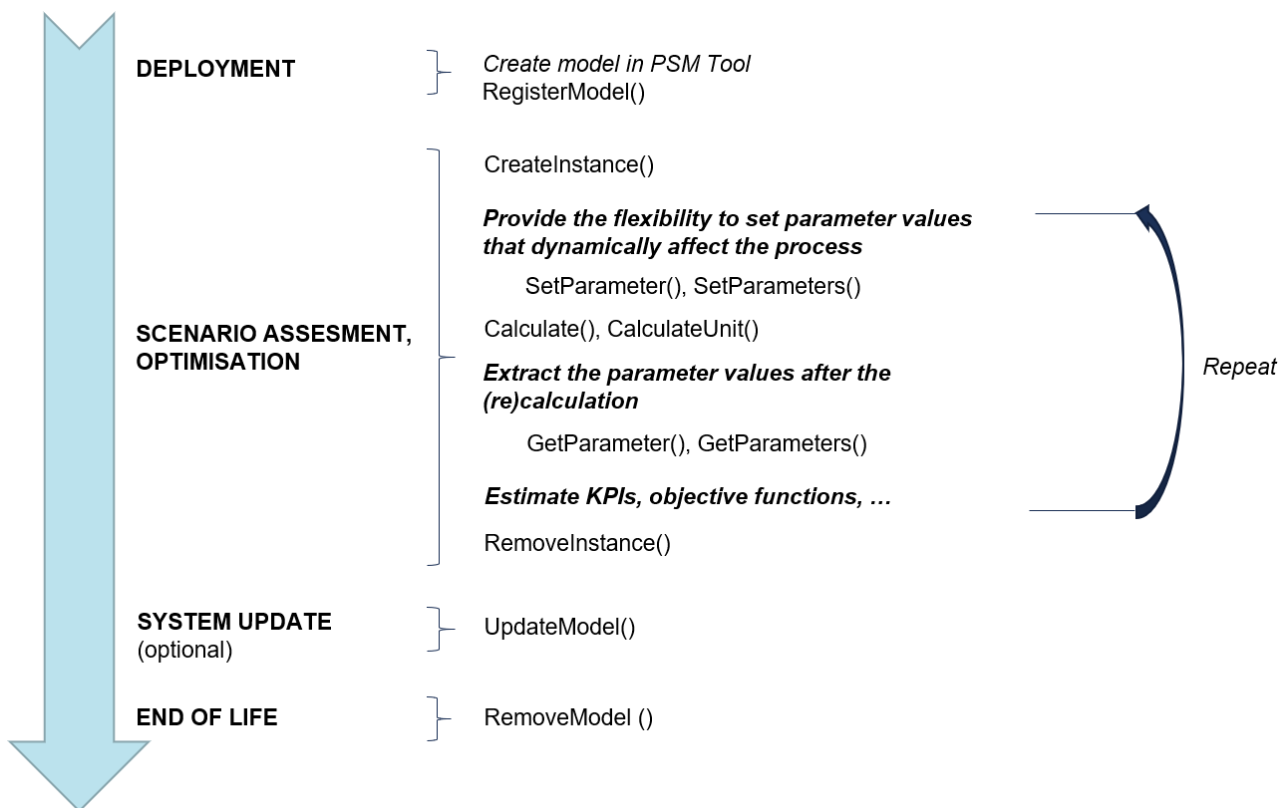 DEPLOYMENT
Create model in PSM Tool
RegisterModel()
SCENARIO ASSESMENT,
OPTIMISATION
CreateInstance()
Provide the flexibility to set parameter values
that dynamically affect the process
SetParameter(), SetParameters()
Calculate(), CalculateUnit()
Extract the parameter values after the
(re)calculation
GetParameter(), GetParameters()
Estimate KPIs, objective functions, …
RemoveInstance()
Repeat
SYSTEM UPDATE
(optional)
UpdateModel()
END OF LIFE
RemoveModel ()